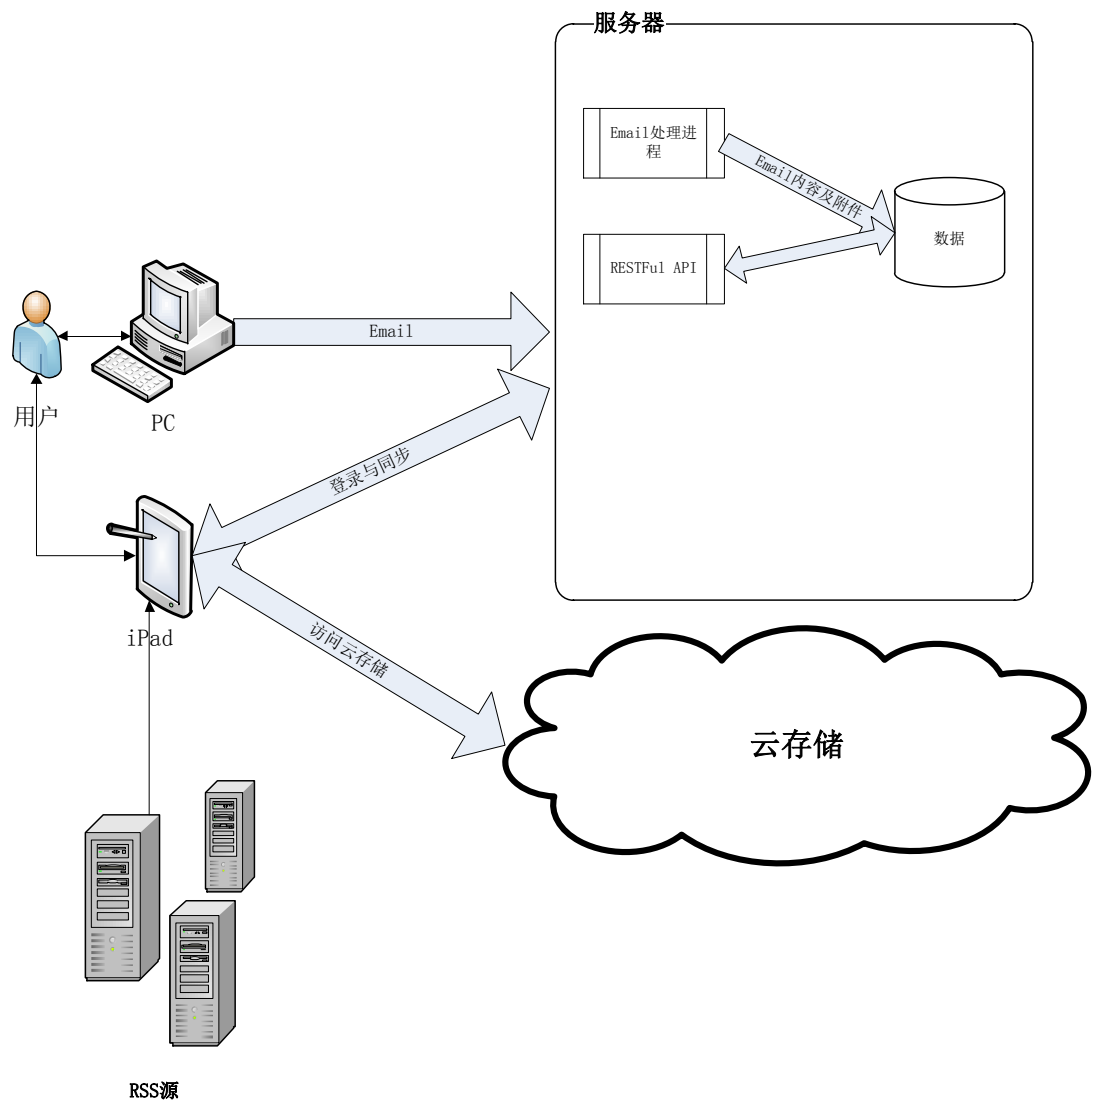 服务器
Email处理进
程
Email内容及附件
数据
RESTFul API
Email
用户
PC
登录与同步
iPad
访问云存储
云存储
RSS源